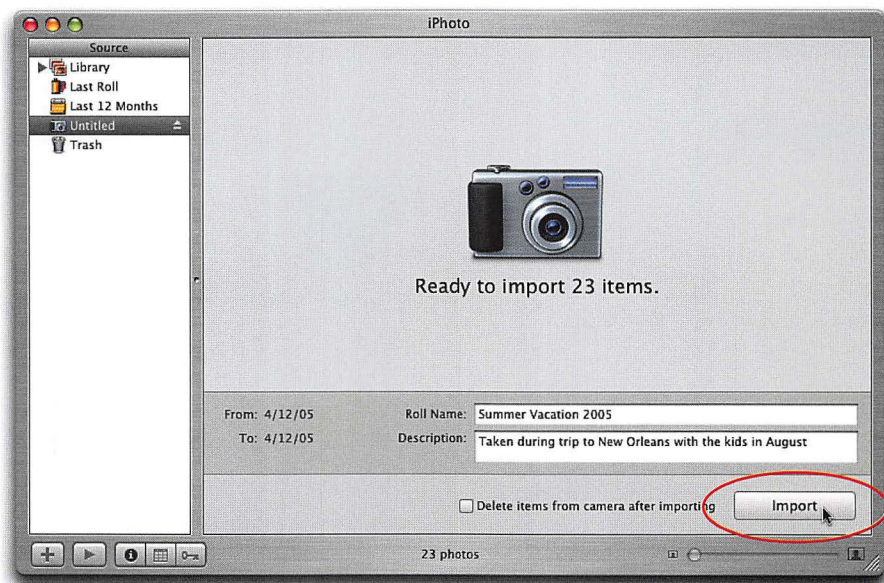 iPhoto
Source
Library
Last Roll
Last 12 Months
Untitled
Trash
Ready to import 23 items.
From: 4/12/05
To: 4/12/05
Roll Name: Summer Vacation 2005
Description: Taken during trip to New Orleans with the kids in August
Delete items from camera after importing
Import
23 photos